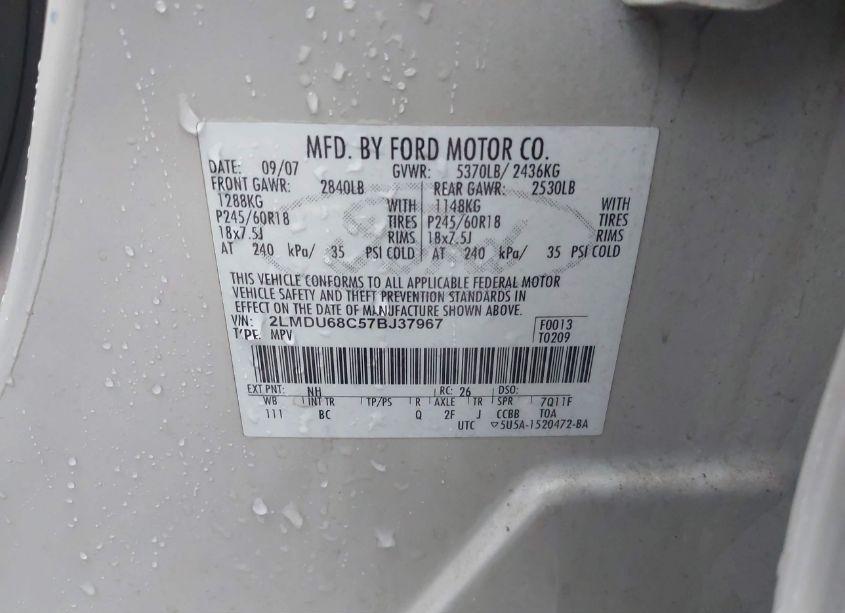 MFD. BY FORD MOTOR CO.
DATE: 09/07 GVWR: 5370LB/ 2436KG
FRONT GAWR: 2840LB REAR GAWR: 2530LB
1288KG WITH 1148KG WITH
P245/60R18 TIRES P245/60R18 TIRES
18x7.5J RIMS 18x7.5J RIMS
AT 240 kPa/ 35 PSI COLD AT 240 kPa/ 35 PSI COLD
THIS VEHICLE CONFORMS TO ALL APPLICABLE FEDERAL MOTOR
VEHICLE SAFETY AND THEFT PREVENTION STANDARDS IN
EFFECT ON THE DATE OF MANUFACTURE SHOWN ABOVE.
VIN: 2LMDU68C57BJ37967 F0013
TYPE: MPV T0209
EXT PNT: NH RC: 26 DSO:
WB INT TR TP/PS R AXLE TR SPR 7Q11F
111 BC Q 2F J CCBB TOA
UTC ▽5U5A-1520472-BA